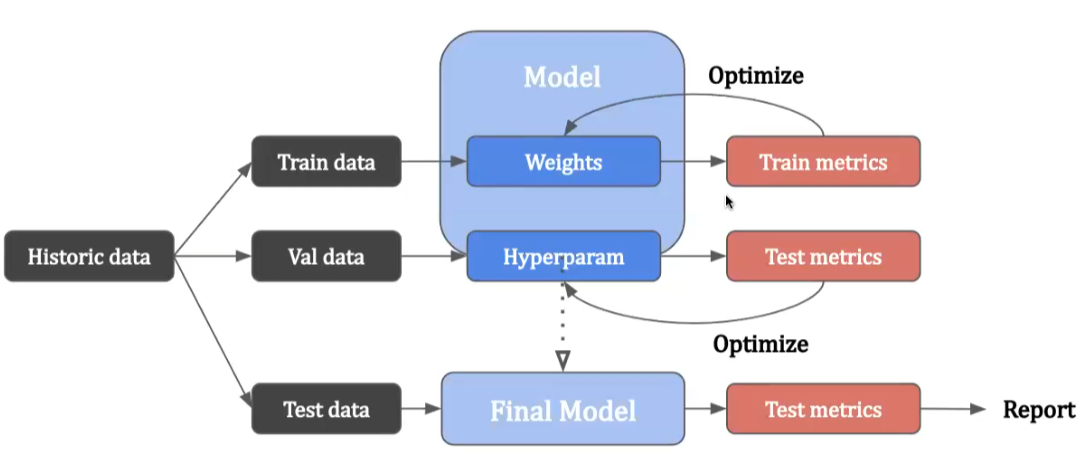 Model
Optimize
Train data
Weights
Train metrics
Historic data
Val data
Hyperparam
Test metrics
Optimize
Test data
Final Model
Test metrics
Report